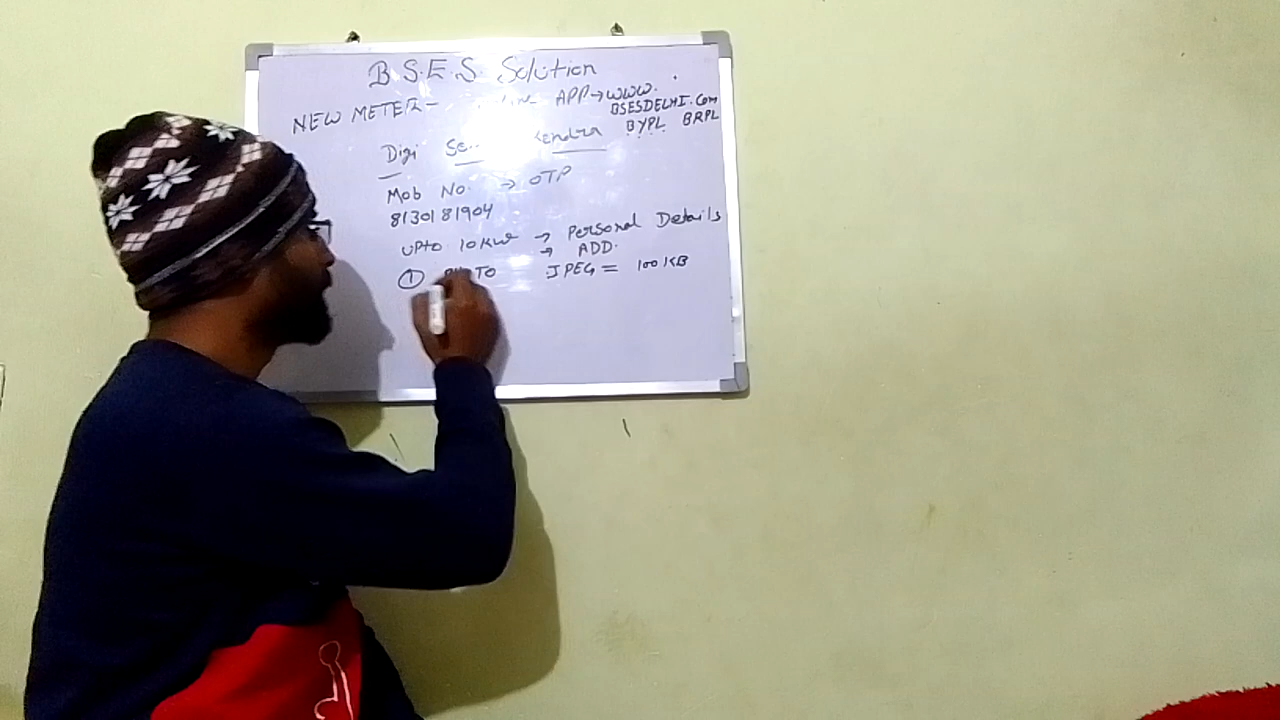 B.S.E.S. Solution
NEW METER - APP → WWW.
BSESDELHI.COM
BYPL BRPL
Digi Kendra
Mob No. → OTP
8130181904
UPto 10KW → Personal Details
→ ADD.
① JPEG = 100KB